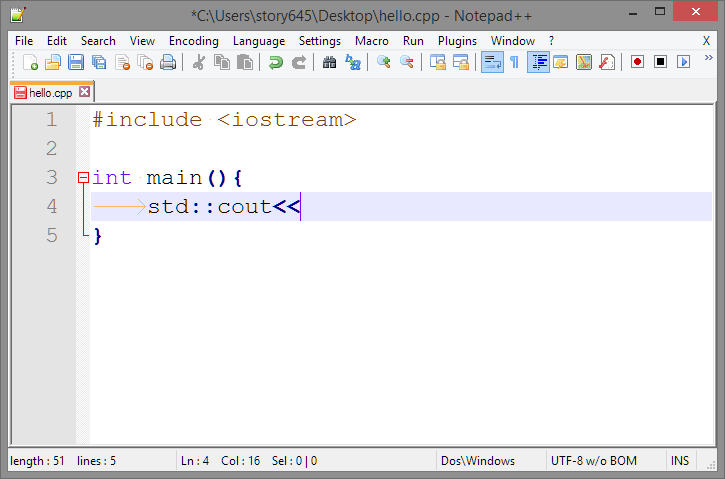 *C:\Users\story645\Desktop\hello.cpp - Notepad++
File Edit Search View Encoding Language Settings Macro Run Plugins Window ? X
hello.cpp
1 #include <iostream>
2
3 int main(){
4 std::cout<<
5 }
length : 51 lines : 5 Ln : 4 Col : 16 Sel : 0 | 0 Dos\Windows UTF-8 w/o BOM INS